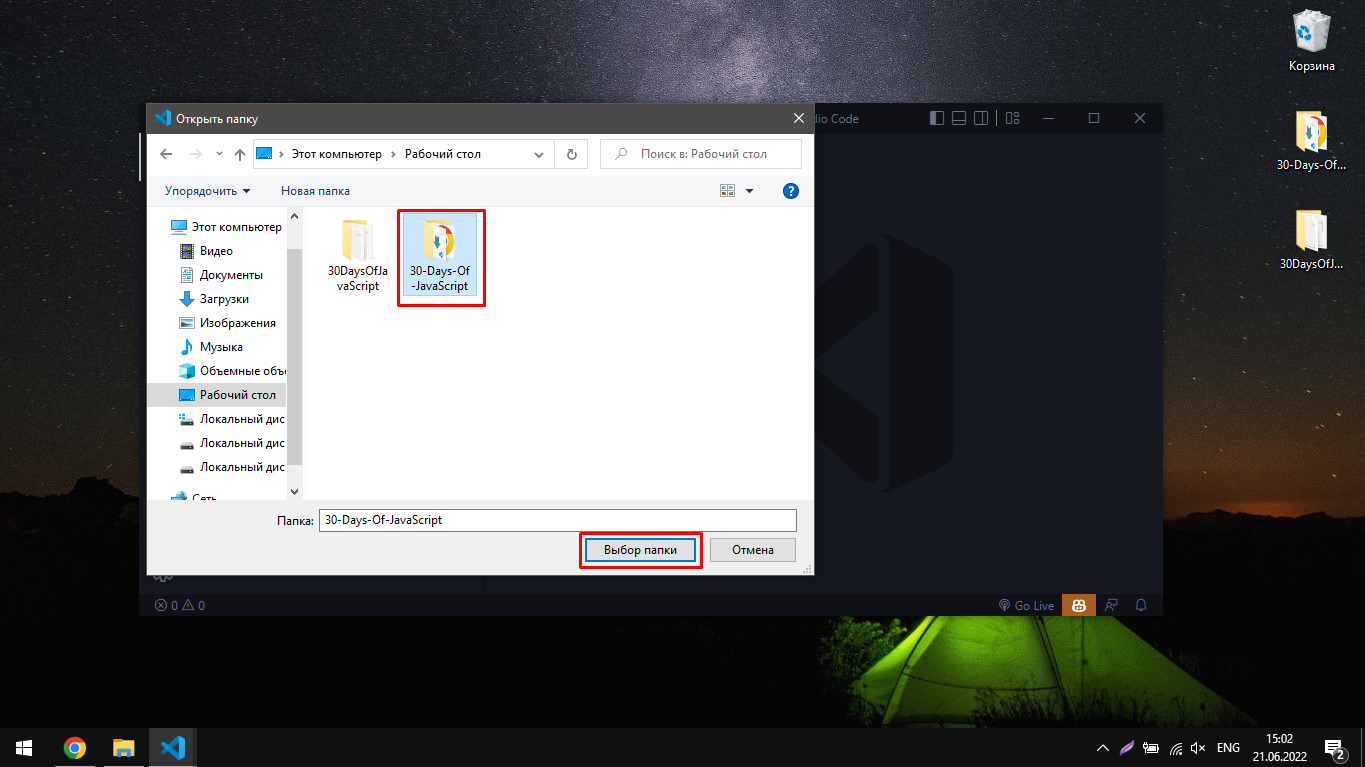 Корзина
Открыть папку
dio Code
Этот компьютер
Рабочий стол
Поиск в: Рабочий стол
30-Days-Of...
Упорядочить
Новая папка
?
Этот компьютер
Видео
Документы
Загрузки
Изображения
Музыка
Объемные объ
Рабочий стол
Локальный дис
Локальный дис
Локальный дис
Сеть
30DaysOfJa
vaScript
30-Days-Of
-JavaScript
30DaysOfJ...
Папка:
30-Days-Of-JavaScript
Выбор папки
Отмена
0
0
Go Live
ENG
15:02
21.06.2022
2